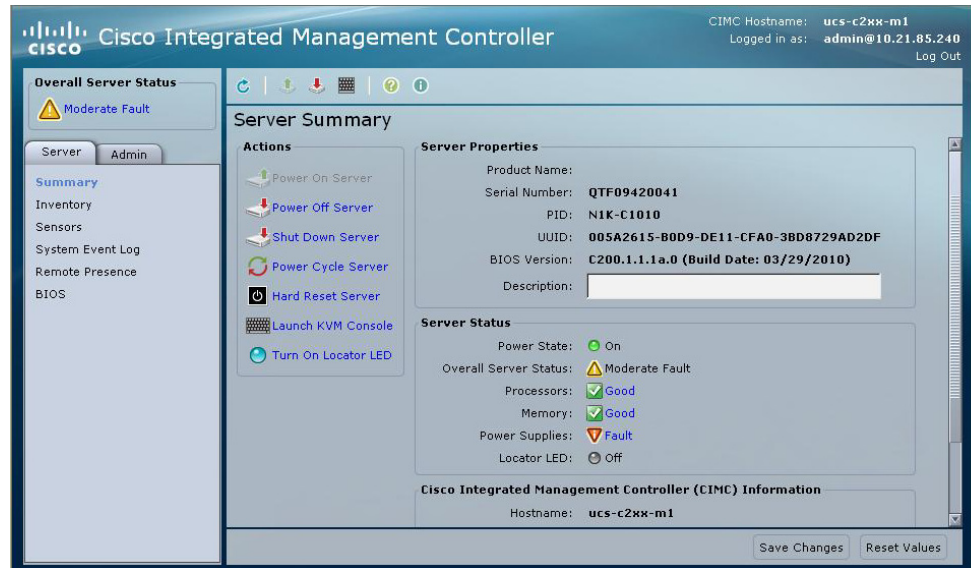 CISCO Cisco Integrated Management Controller
CIMC Hostname: ucs-c2xx-m1
Logged in as: admin@10.21.85.240
Log Out
Overall Server Status
Moderate Fault
Server Admin
Summary
Inventory
Sensors
System Event Log
Remote Presence
BIOS
Server Summary
Actions
Power On Server
Power Off Server
Shut Down Server
Power Cycle Server
Hard Reset Server
Launch KVM Console
Turn On Locator LED
Server Properties
Product Name:
Serial Number: QTF09420041
PID: N1K-C1010
UUID: 005A2615-B0D9-DE11-CFA0-3BD8729AD2DF
BIOS Version: C200.1.1.1a.0 (Build Date: 03/29/2010)
Description:
Server Status
Power State: On
Overall Server Status: Moderate Fault
Processors: Good
Memory: Good
Power Supplies: Fault
Locator LED: Off
Cisco Integrated Management Controller (CIMC) Information
Hostname: ucs-c2xx-m1
Save Changes Reset Values